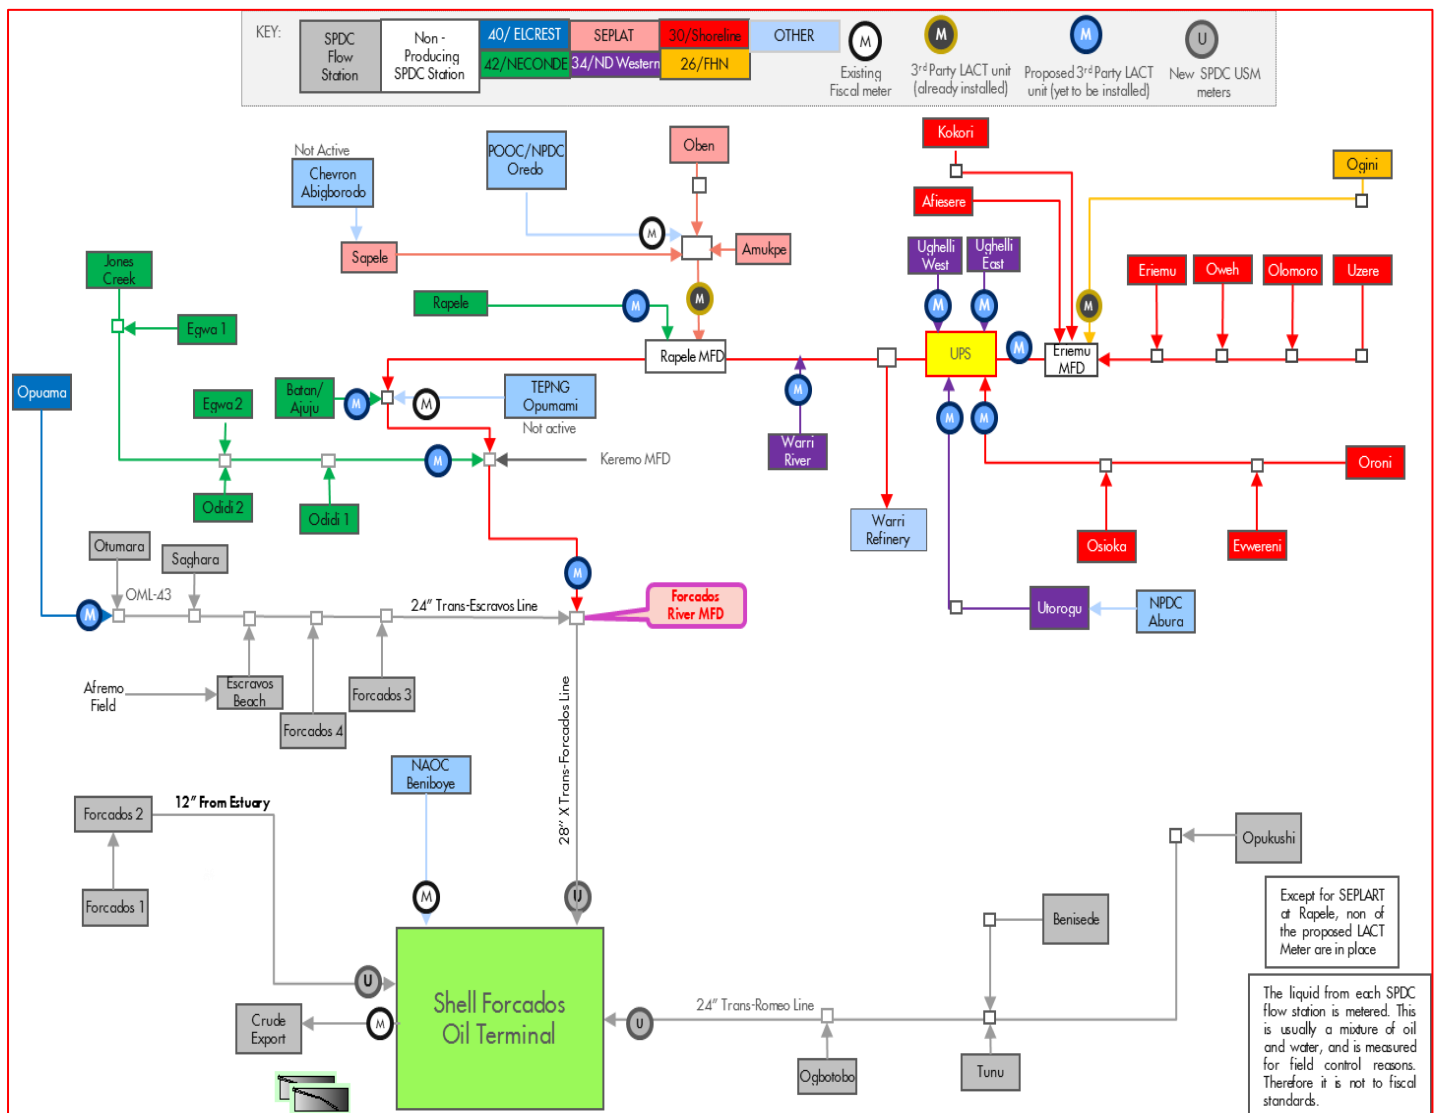 KEY:
SPDC
Flow
Station
Non -
Producing
SPDC Station
40/ ELCREST
42/NECONDE
SEPLAT
34/ND Western
30/Shoreline
26/FHN
OTHER
M
Existing
Fiscal meter
M
3rd Party LACT unit
(already installed)
M
Proposed 3rd Party LACT
unit (yet to be installed)
U
New SPDC USM
meters
Kokori
Oben
POOC/NPDC
Oredo
Not Active
Chevron
Abigborodo
Ogini
Afiesere
M
Sapele
Amukpe
Ughelli
West
Ughelli
East
Jones
Creek
Eriemu
Oweh
Olomoro
Uzere
Rapele
M
M
M
M
M
Egwa 1
M
Rapele MFD
UPS
Eriemu
MFD
Opuama
Egwa 2
Batan/
Ajuju
M
M
TEPNG
Opumami
Not active
M
M
M
Warri
River
M
Keremo MFD
Oroni
Odidi 2
Odidi 1
Warri
Refinery
Osioka
Evwereni
Otumara
Saghara
M
OML-43
M
24” Trans-Escravos Line
Forcados
River MFD
Utorogu
NPDC
Abura
Afremo
Field
Escravos
Beach
Forcados 3
Forcados 4
28” X Trans-Forcados Line
NAOC
Beniboye
Forcados 2
12” From Estuary
Opukushi
Forcados 1
M
U
Benisede
Except for SEPLART
at Rapele, non of
the proposed LACT
Meter are in place
U
Shell Forcados
Oil Terminal
Crude
Export
M
U
24” Trans-Romeo Line
Ogbotobo
Tunu
The liquid from each SPDC
flow station is metered. This
is usually a mixture of oil
and water, and is measured
for field control reasons.
Therefore it is not to fiscal
standards.